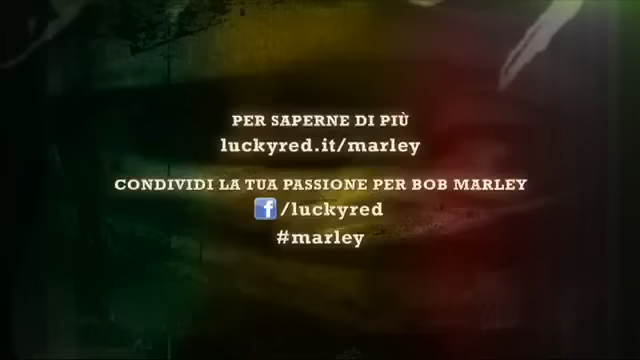 PER SAPERNE DI PIÙ
luckyred.it/marley
CONDIVIDI LA TUA PASSIONE PER BOB MARLEY
f /luckyred
#marley